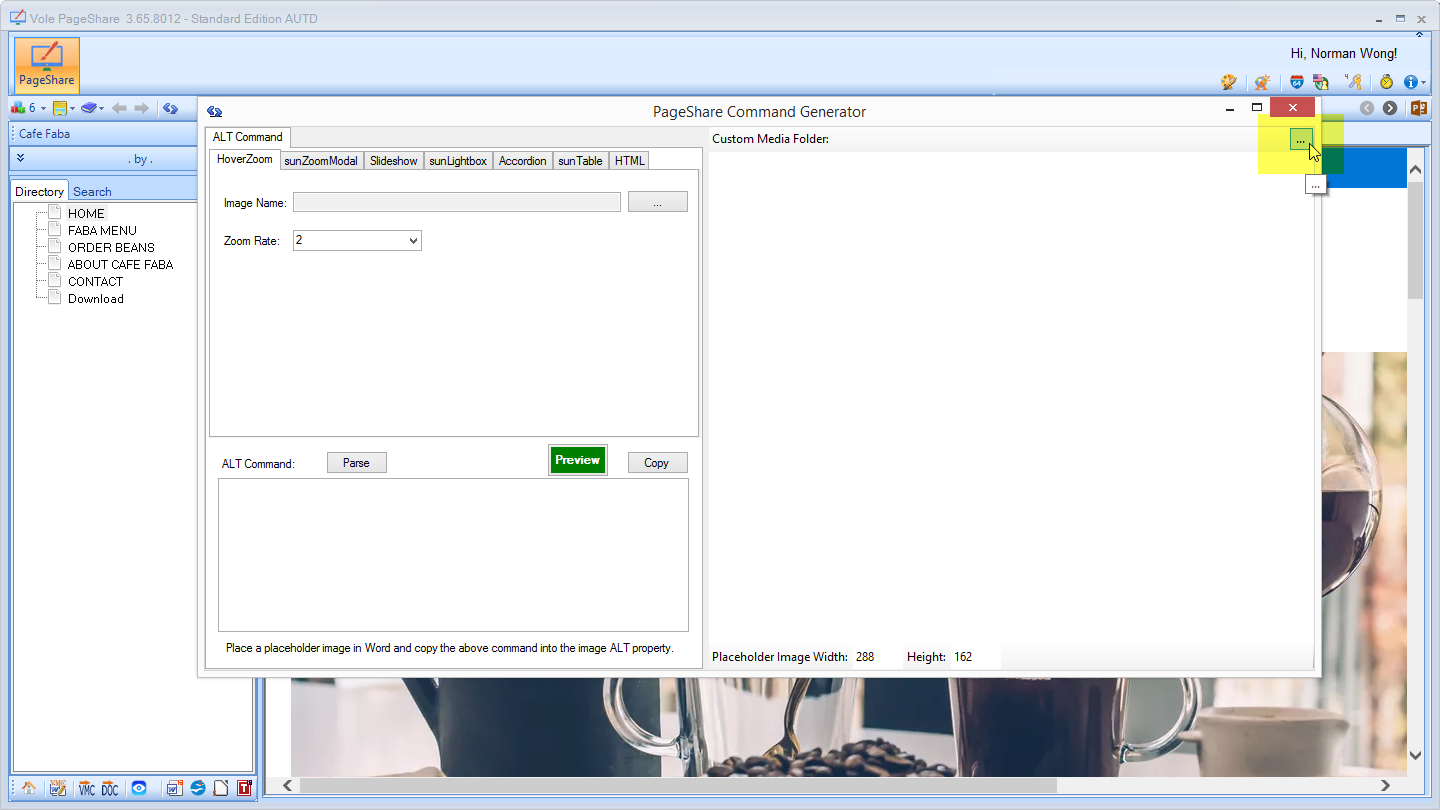 Vole PageShare 3.65.8012 - Standard Edition AUTD
PageShare
Hi, Norman Wong!
6
64
Cafe Faba
. by .
Directory
Search
HOME
FABA MENU
ORDER BEANS
ABOUT CAFE FABA
CONTACT
Download
VMC
DOC
PageShare Command Generator
ALT Command
HoverZoom
sunZoomModal
Slideshow
sunLightbox
Accordion
sunTable
HTML
Image Name:
...
Zoom Rate:
2
ALT Command:
Parse
Preview
Copy
Place a placeholder image in Word and copy the above command into the image ALT property.
Custom Media Folder:
...
...
Placeholder Image Width: 288
Height: 162